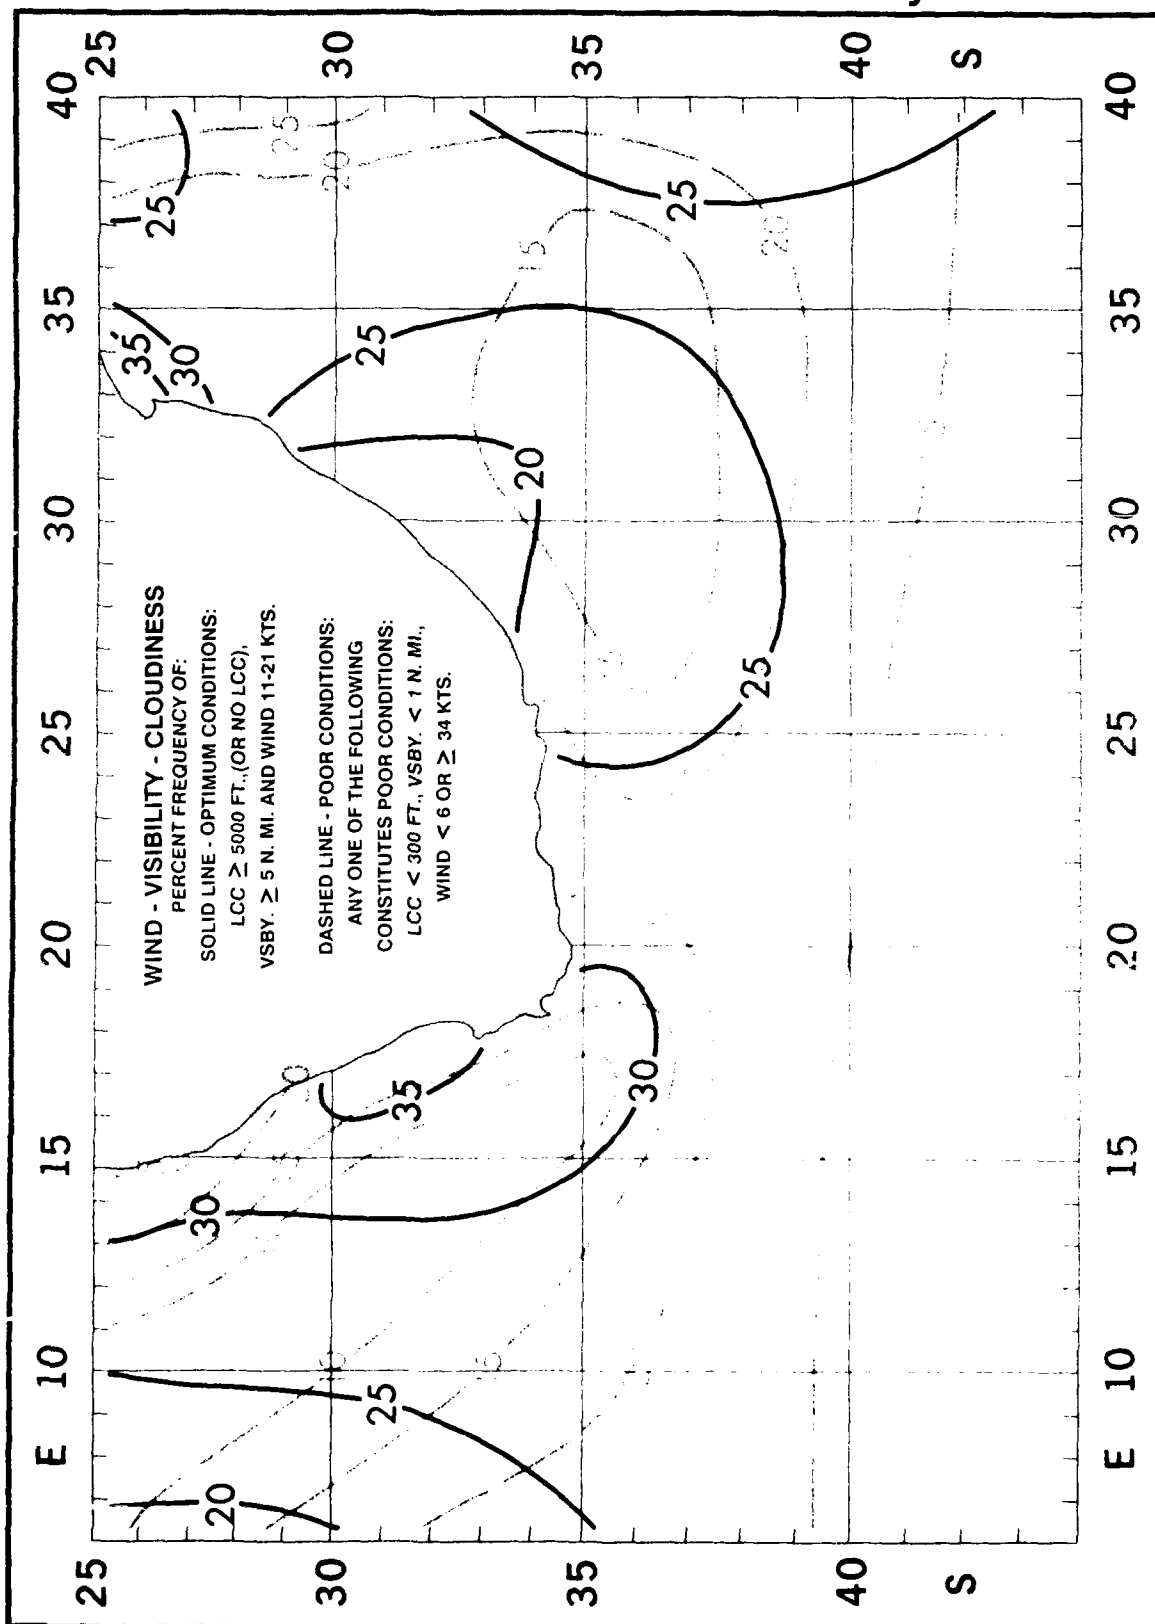 WIND - VISIBILITY - CLOUDINESS
PERCENT FREQUENCY OF:
SOLID LINE - OPTIMUM CONDITIONS:
LCC ≥ 5000 FT.,(OR NO LCC),
VSBY. ≥ 5 N. MI. AND WIND 11-21 KTS.
DASHED LINE - POOR CONDITIONS:
ANY ONE OF THE FOLLOWING
CONSTITUTES POOR CONDITIONS:
LCC < 300 FT., VSBY. < 1 N. MI.,
WIND < 6 OR ≥ 34 KTS.
E 10 15 20 25 30 35 40
25
30
35
40
S
25
30
35
40
S
E 10 15 20 25 30 35 40
20
25
30
35
30
35
30
25
20
25
25
25
25
20
15
20